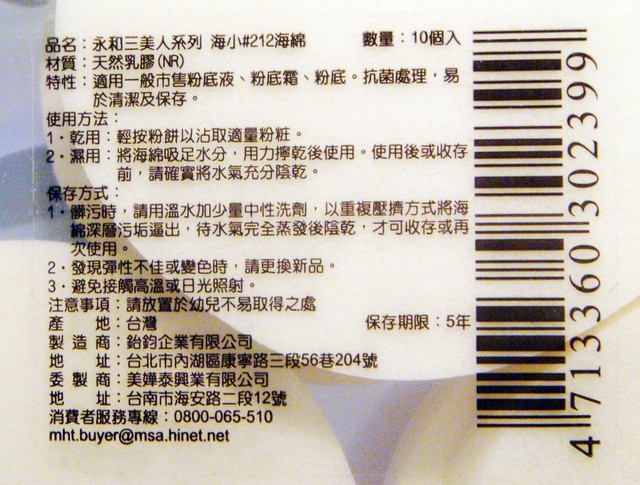 品名：永和三美人系列 海小#212海綿 數量：10個入
材質：天然乳膠(NR)
特性：適用一般市售粉底液、粉底霜、粉底。抗菌處理，易
於清潔及保存。
使用方法：
1·乾用：輕按粉餅以沾取適量粉粧。
2·濕用：將海綿吸足水分，用力擰乾後使用。使用後或收存
前，請確實將水氣充分陰乾。
保存方式：
1·髒污時，請用溫水加少量中性洗劑，以重複壓擠方式將海
綿深層污垢逼出，待水氣完全蒸發後陰乾，才可收存或再
次使用。
2·發現彈性不佳或變色時，請更換新品。
3·避免接觸高溫或日光照射。
注意事項：請放置於幼兒不易取得之處
產 地：台灣 保存期限：5年
製造商：鉑鈞企業有限公司
地 址：台北市內湖區康寧路三段56巷204號
委製商：美嬅泰興業有限公司
地 址：台南市海安路二段12號
消費者服務專線：0800-065-510
mht.buyer@msa.hinet.net
4713360302399